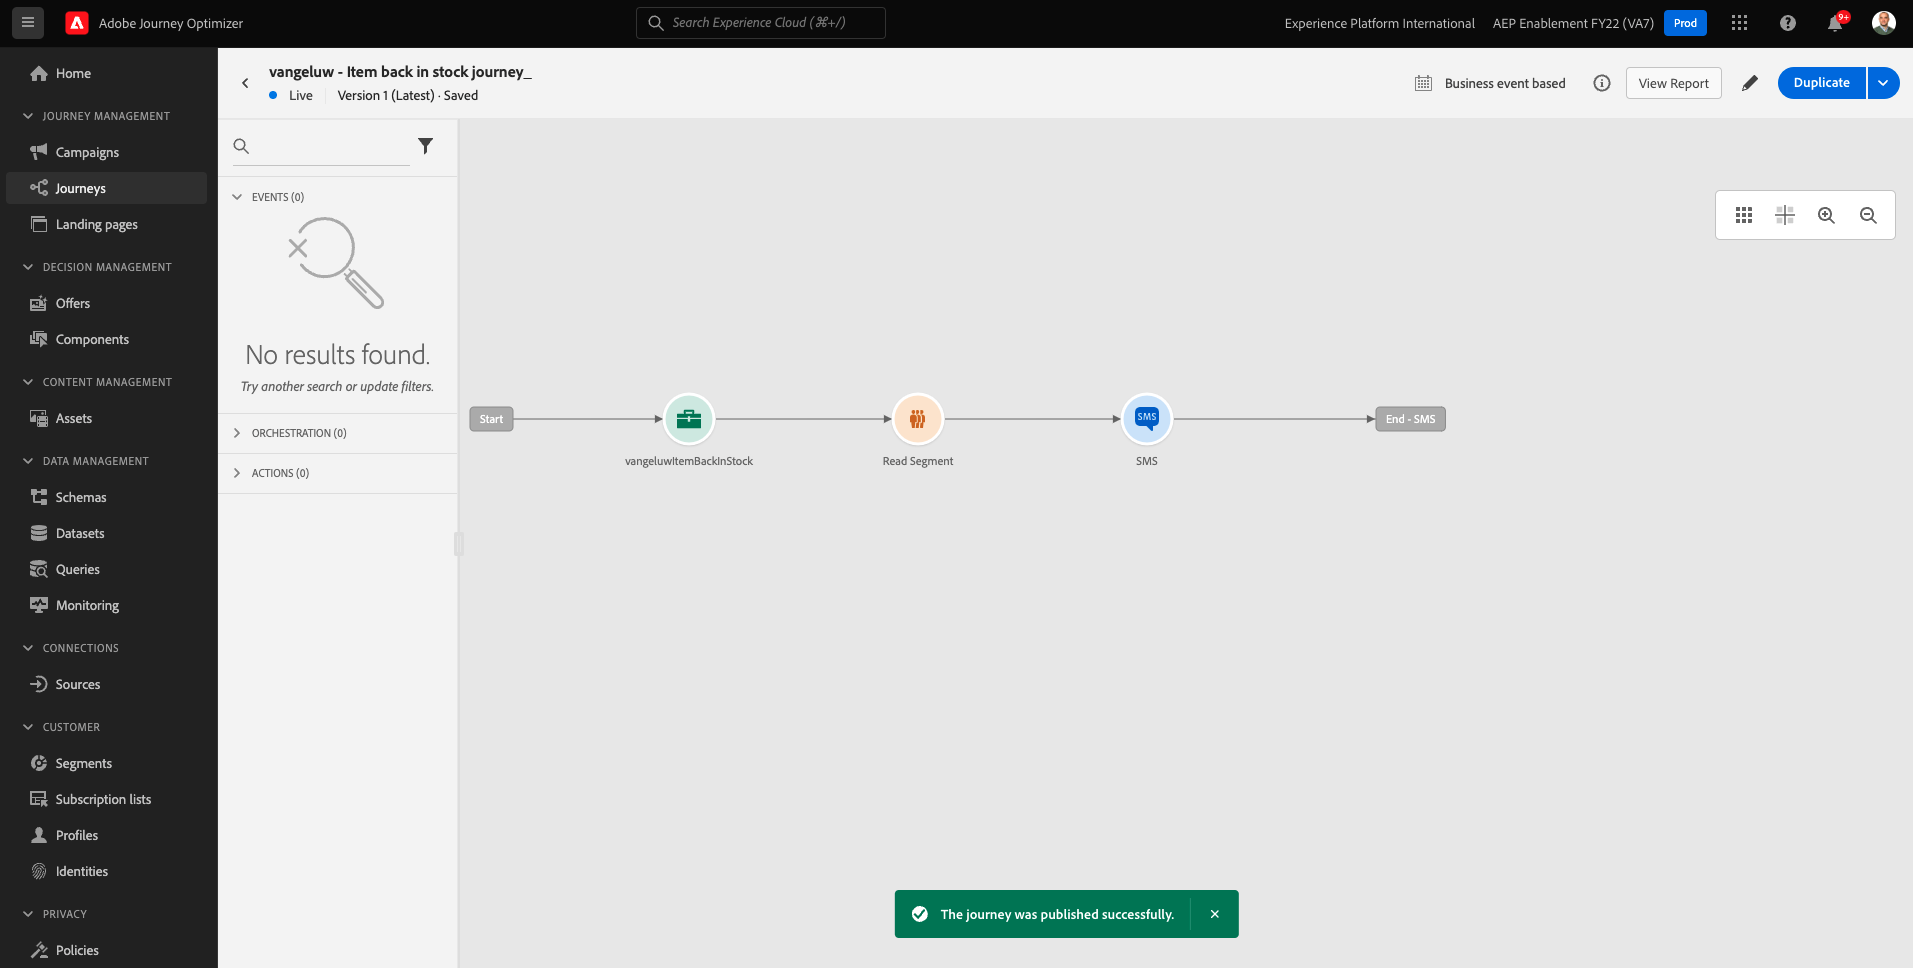 Adobe Journey Optimizer
Search Experience Cloud (⌘+/)
Experience Platform International
AEP Enablement FY22 (VA7)
Prod
9+
Home
JOURNEY MANAGEMENT
Campaigns
Journeys
Landing pages
DECISION MANAGEMENT
Offers
Components
CONTENT MANAGEMENT
Assets
DATA MANAGEMENT
Schemas
Datasets
Queries
Monitoring
CONNECTIONS
Sources
CUSTOMER
Segments
Subscription lists
Profiles
Identities
PRIVACY
Policies
vangeluw - Item back in stock journey_
Live
Version 1 (Latest) · Saved
Business event based
View Report
Duplicate
EVENTS (0)
No results found.
Try another search or update filters.
ORCHESTRATION (0)
ACTIONS (0)
Start
vangeluwItemBackInStock
Read Segment
SMS
SMS
End - SMS
The journey was published successfully.